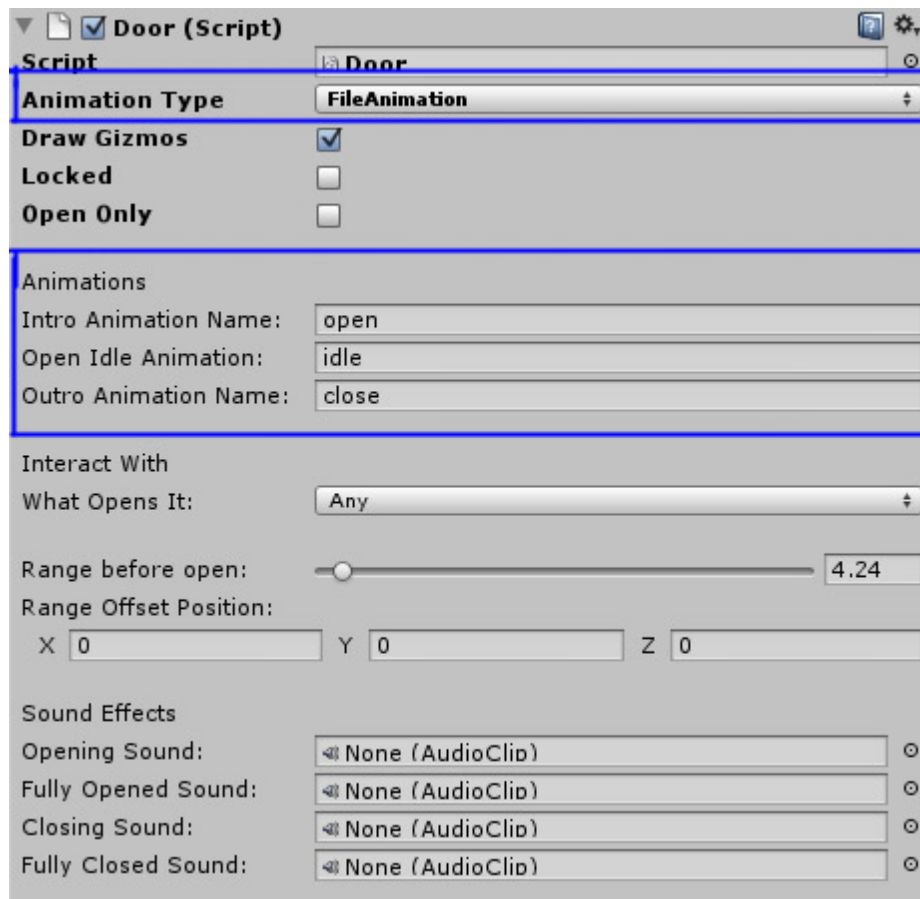 Door (Script)
Script Door
Animation Type FileAnimation
Draw Gizmos
Locked
Open Only
Animations
Intro Animation Name: open
Open Idle Animation: idle
Outro Animation Name: close
Interact With
What Opens It: Any
Range before open: 4.24
Range Offset Position:
X 0 Y 0 Z 0
Sound Effects
Opening Sound: None (AudioClip)
Fully Opened Sound: None (AudioClip)
Closing Sound: None (AudioClip)
Fully Closed Sound: None (AudioClip)